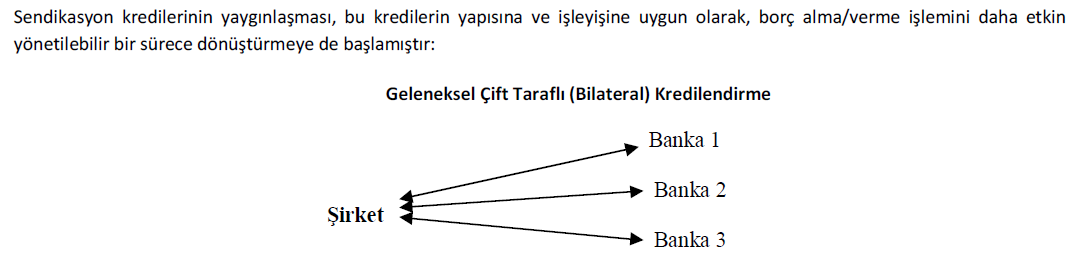 Sendikasyon kredilerinin yaygınlaşması, bu kredilerin yapısına ve işleyişine uygun olarak, borç alma/verme işlemini daha etkin
yönetilebilir bir sürece dönüştürmeye de başlamıştır:
Geleneksel Çift Taraflı (Bilateral) Kredilendirme
Banka 1
Banka 2
Şirket
Banka 3